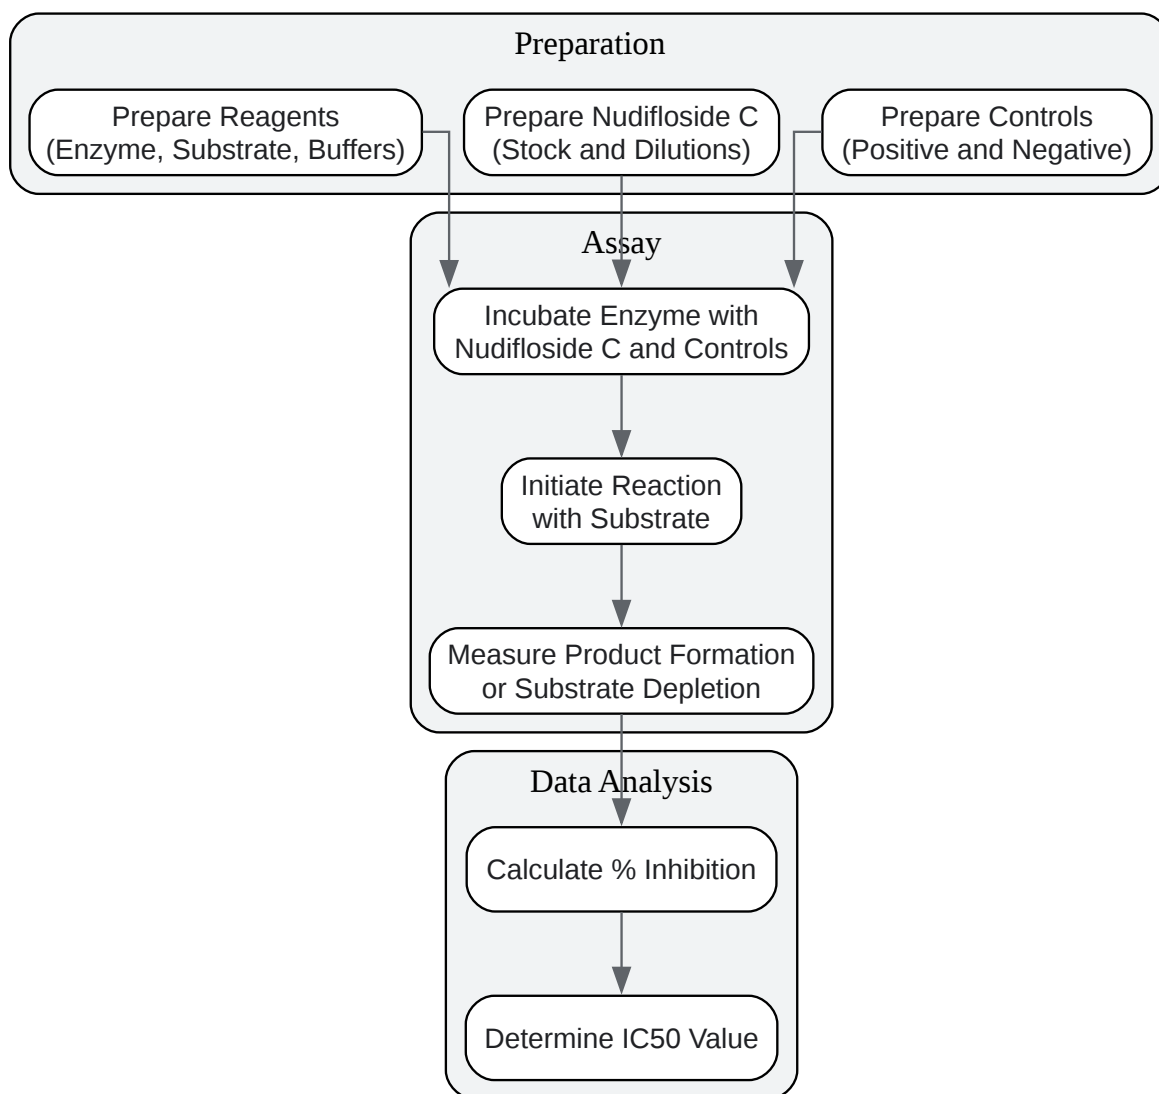 Preparation
Prepare Reagents
(Enzyme, Substrate, Buffers)
Prepare Nudifloside C
(Stock and Dilutions)
Prepare Controls
(Positive and Negative)
Assay
Incubate Enzyme with
Nudifloside C and Controls
Initiate Reaction
with Substrate
Measure Product Formation
or Substrate Depletion
Data Analysis
Calculate % Inhibition
Determine IC50 Value